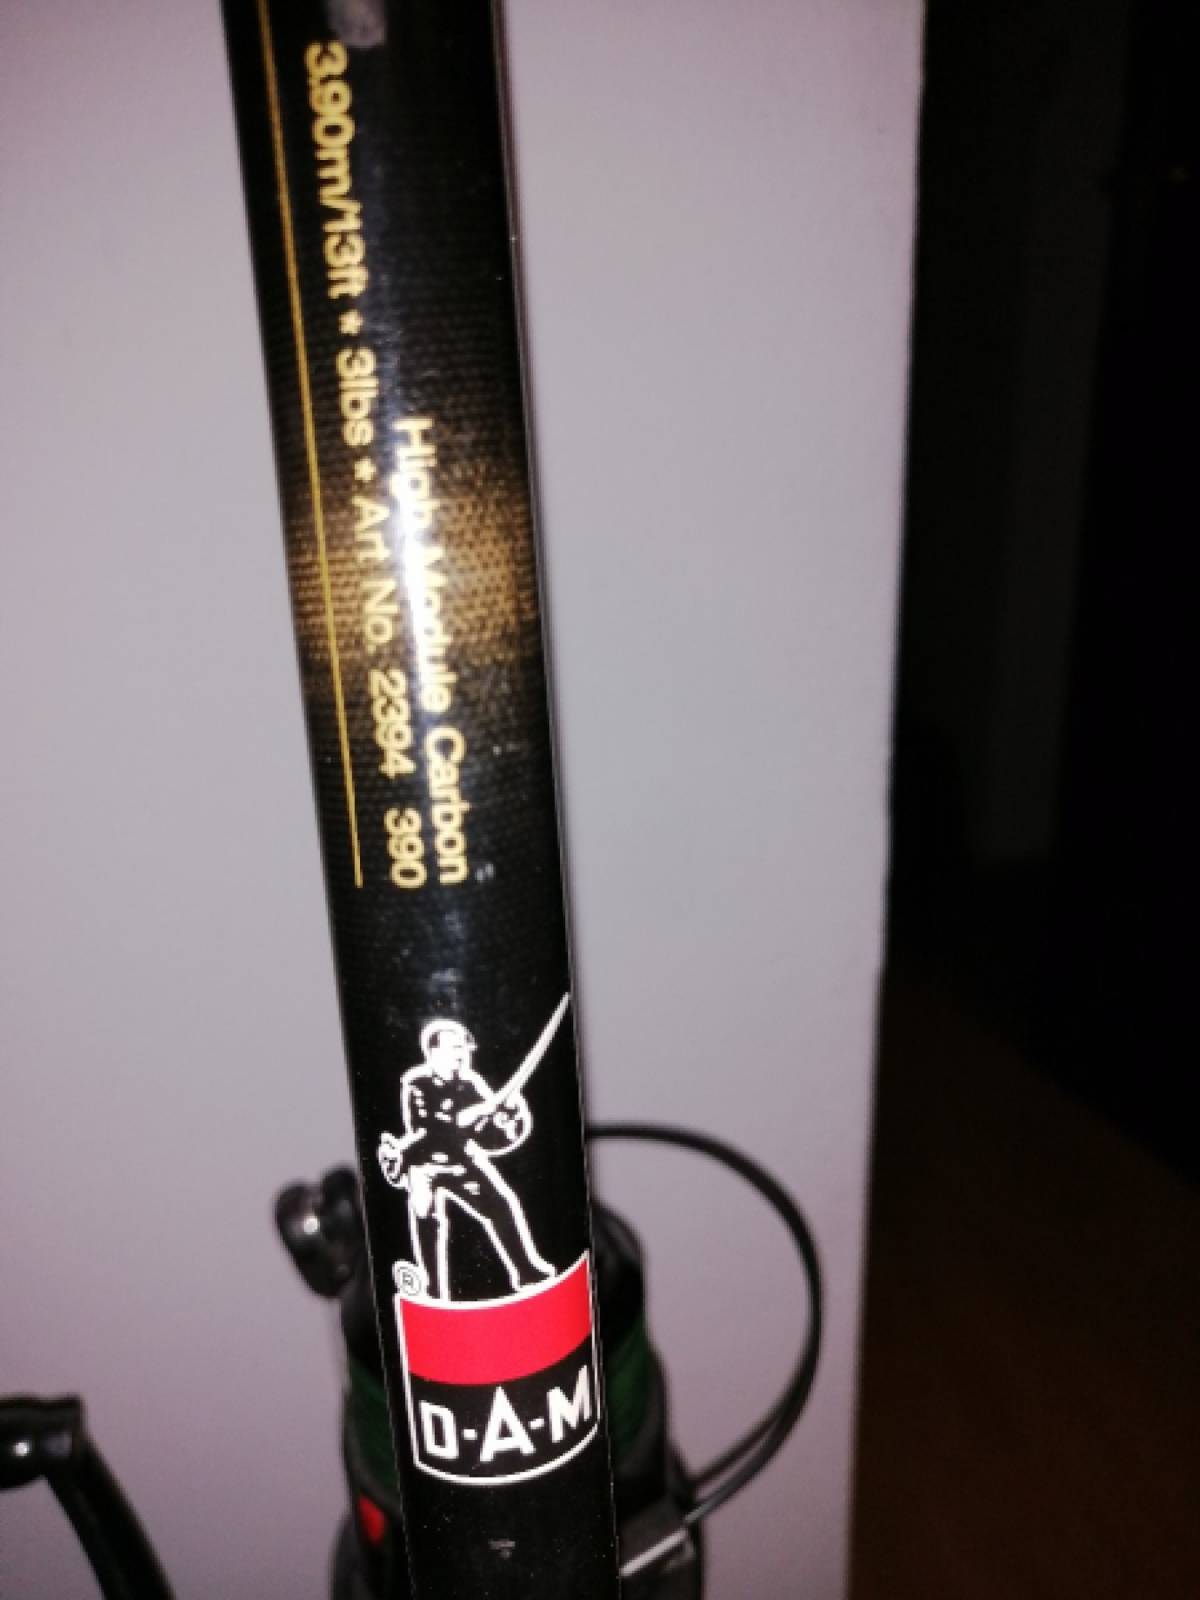 High Module Carbon
3.90m/13ft * 3lbs * Art No. 2394 390
®
D-A-M